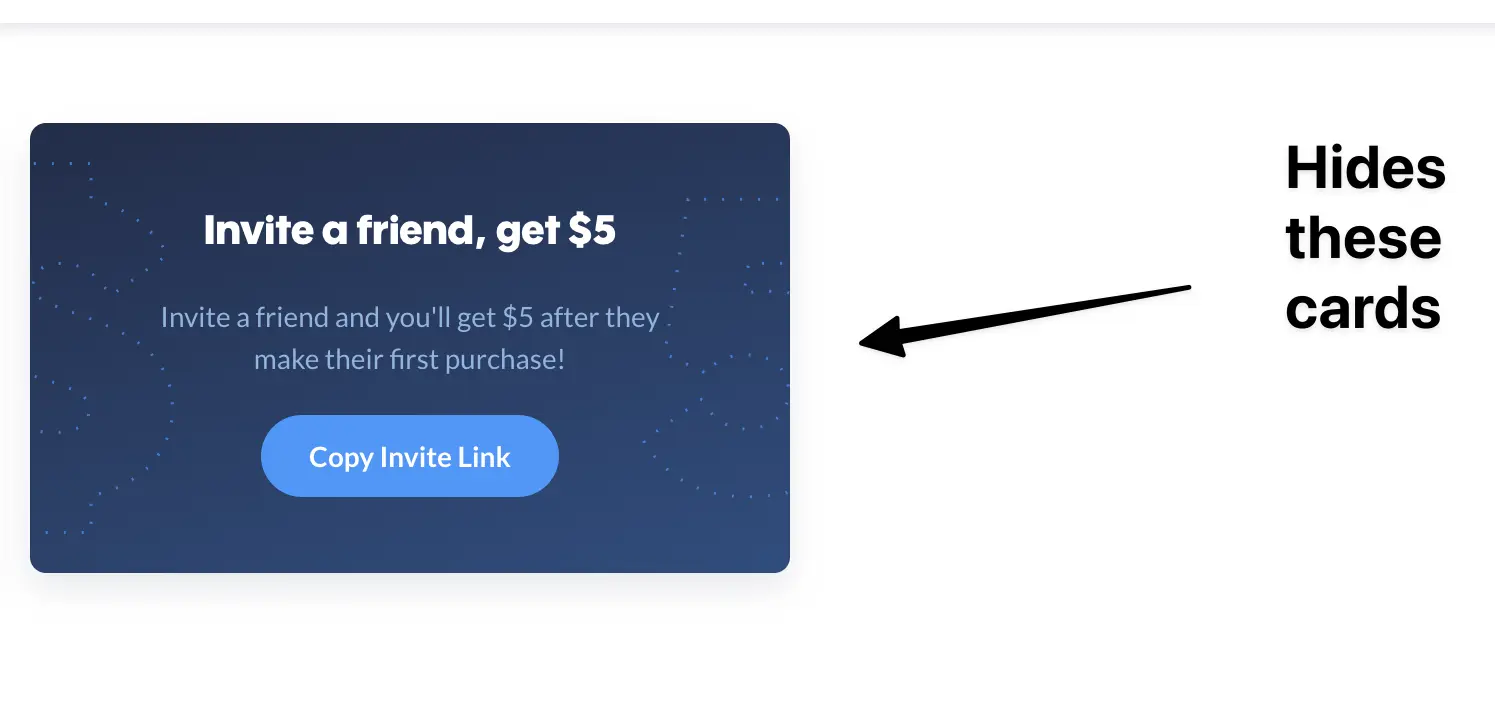 Invite a friend, get $5
Invite a friend and you'll get $5 after they
make their first purchase!
Copy Invite Link
Hides
these
cards